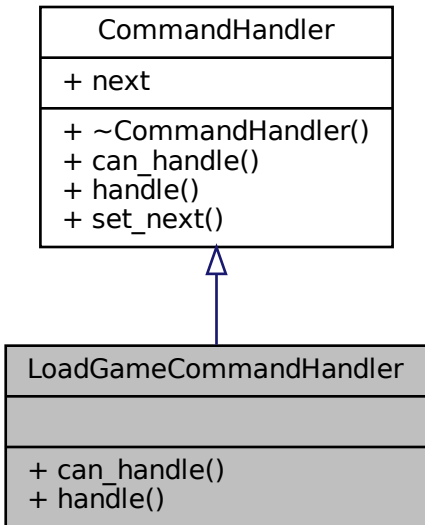 CommandHandler
+ next
+ ~CommandHandler()
+ can_handle()
+ handle()
+ set_next()
LoadGameCommandHandler
+ can_handle()
+ handle()